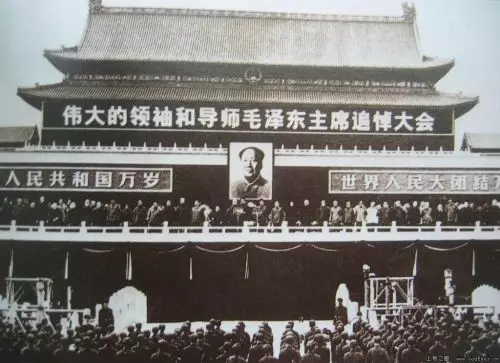 伟大的领袖和导师毛泽东主席追悼大会
人民共和国万岁
世界人民大团结